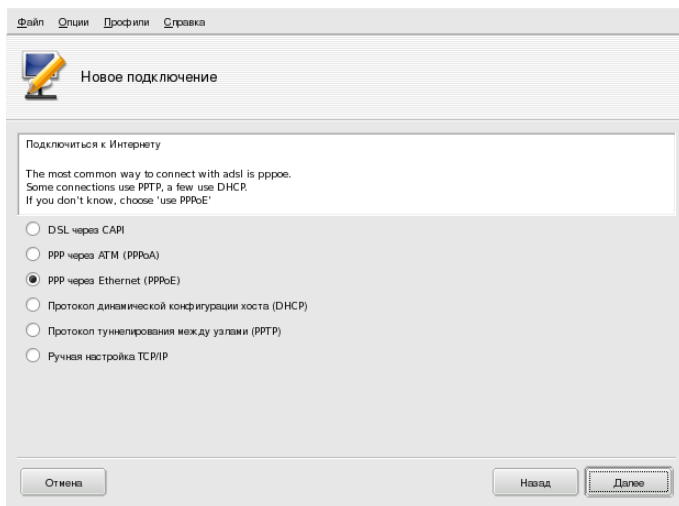 Файл Опции Профили Справка
Новое подключение
Подключиться к Интернету
The most common way to connect with adsl is pppoe.
Some connections use PPTP, a few use DHCP.
If you don't know, choose 'use PPPoE'
DSL через CAPI
PPP через ATM (PPPoA)
PPP через Ethernet (PPPoE)
Протокол динамической конфигурации хоста (DHCP)
Протокол туннелирования между узлами (PPTP)
Ручная настройка TCP/IP
Отмена Назад Далее